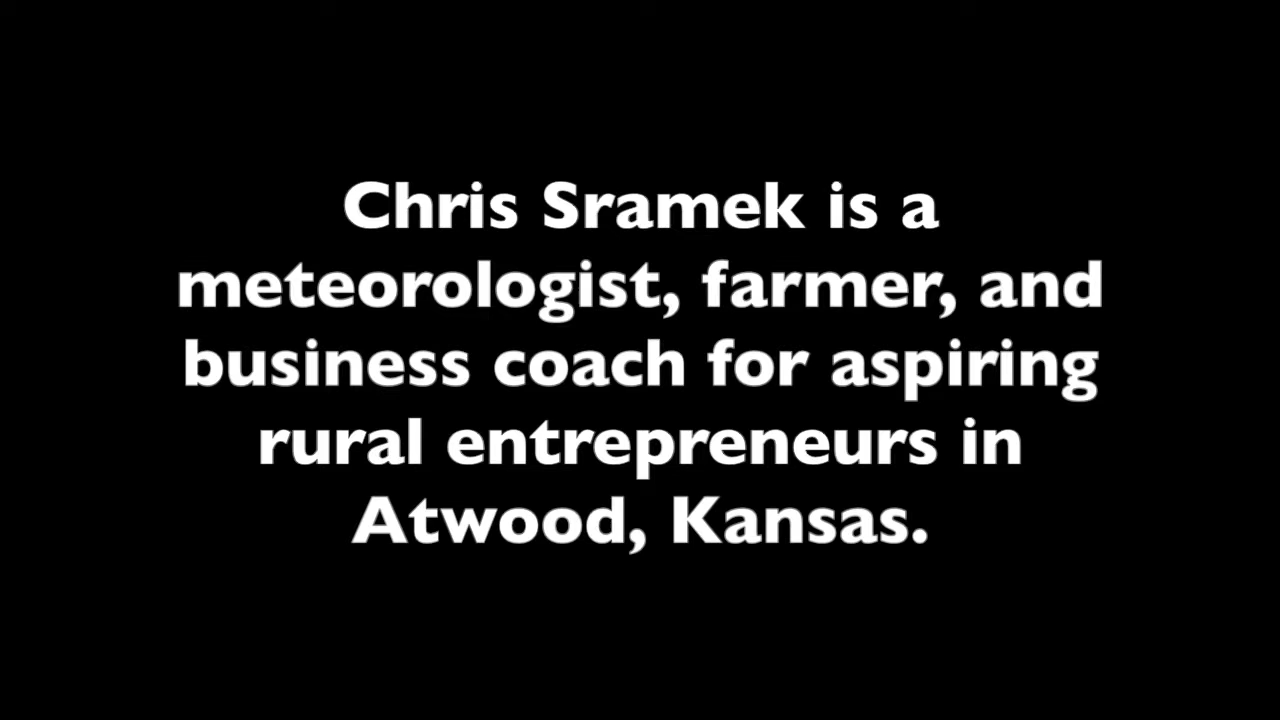 Chris Sramek is a
meteorologist, farmer, and
business coach for aspiring
rural entrepreneurs in
Atwood, Kansas.